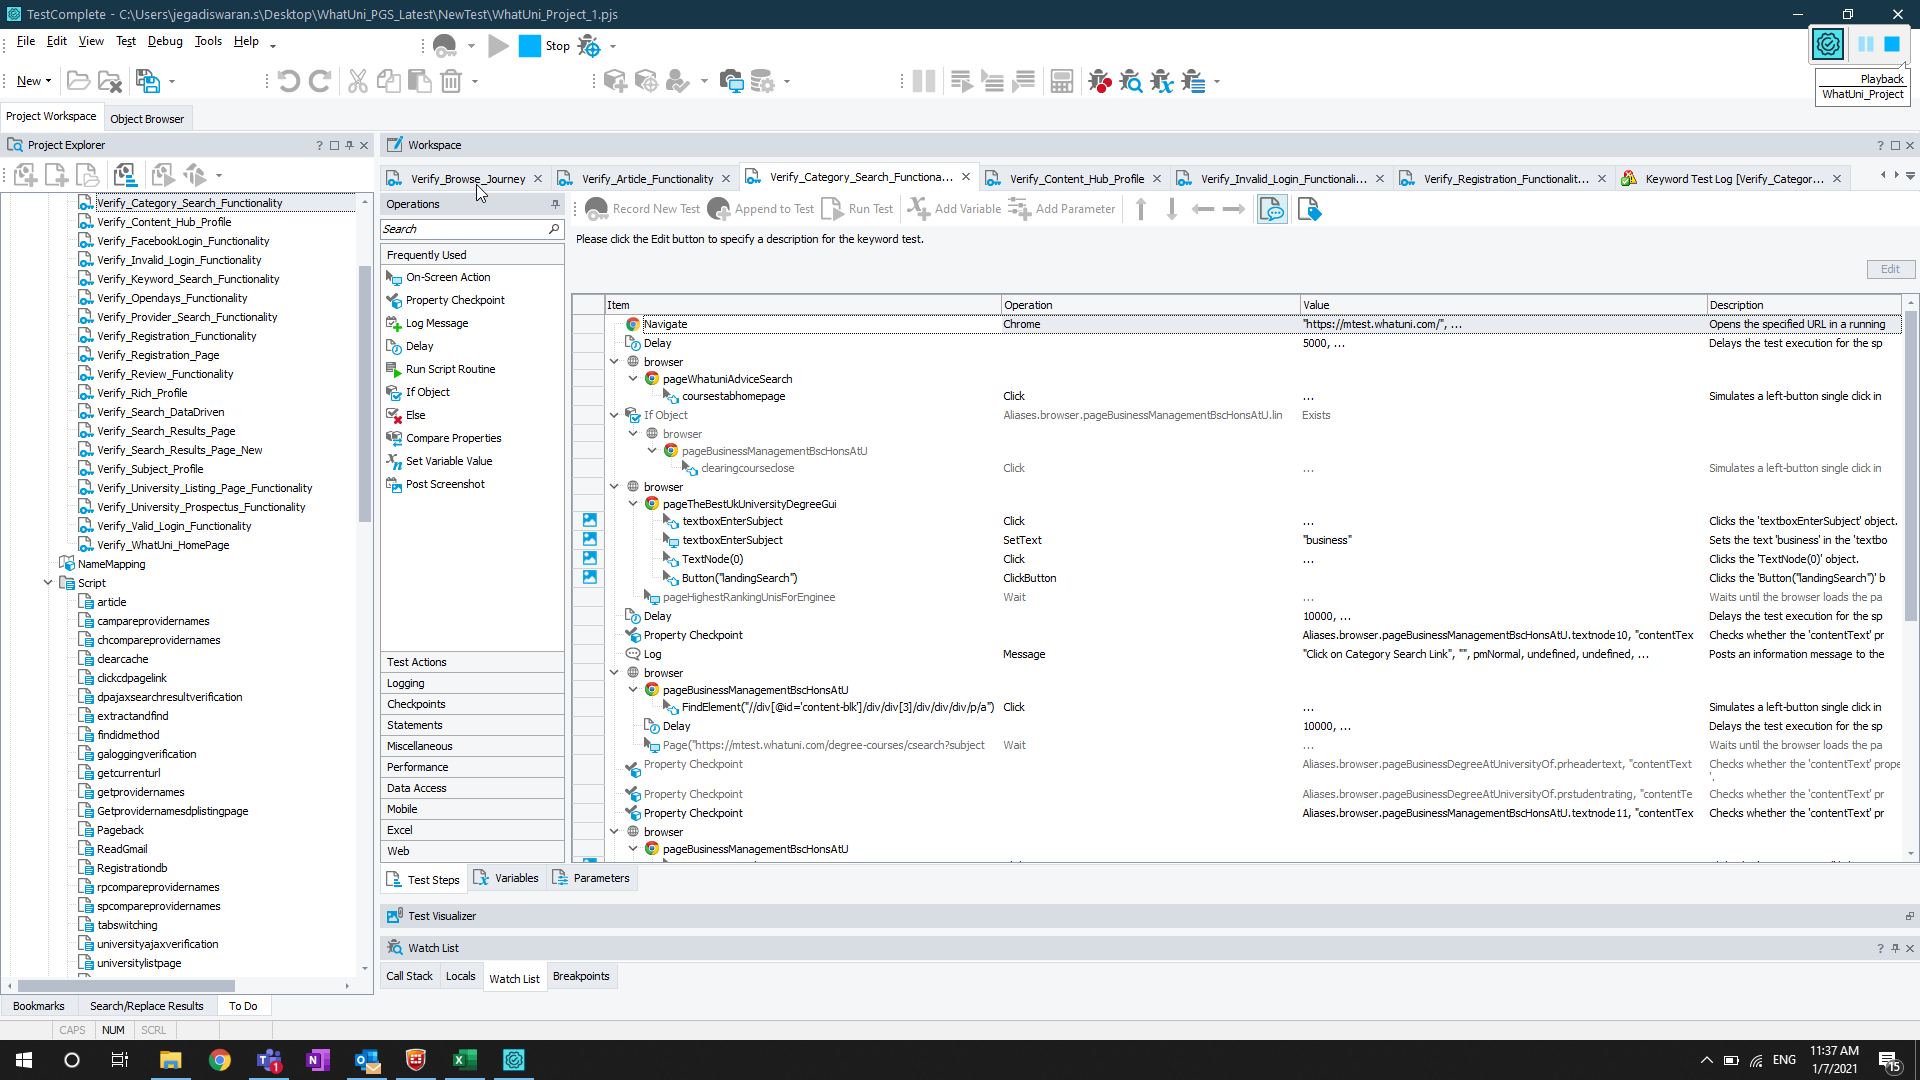 TestComplete - C:\Users\jegadiswaran.s\Desktop\WhatUni_PGS_Latest\NewTest\WhatUni_Project_1.pjs
File Edit View Test Debug Tools Help
Stop
New
Playback
WhatUni_Project
Project Workspace
Object Browser
Project Explorer
Verify_Category_Search_Functionality
Verify_Content_Hub_Profile
Verify_FacebookLogin_Functionality
Verify_Invalid_Login_Functionality
Verify_Keyword_Search_Functionality
Verify_Opendays_Functionality
Verify_Provider_Search_Functionality
Verify_Registration_Functionality
Verify_Registration_Page
Verify_Review_Functionality
Verify_Rich_Profile
Verify_Search_DataDriven
Verify_Search_Results_Page
Verify_Search_Results_Page_New
Verify_Subject_Profile
Verify_University_Listing_Page_Functionality
Verify_University_Prospectus_Functionality
Verify_Valid_Login_Functionality
Verify_WhatUni_HomePage
NameMapping
Script
article
campareprovidernames
chcompareprovidernames
clearcache
clickcdpagelink
dpajaxsearchresultverification
extractandfind
findidmethod
galoggingverification
getcurrenturl
getprovidernames
Getprovidernamesdplistingpage
Pageback
ReadGmail
Registrationdb
rpcompareprovidernames
spcompareprovidernames
tabswitching
universityajaxverification
universitylistpage
Bookmarks
Search/Replace Results
To Do
Workspace
Verify_Browse_Journey
Verify_Article_Functionality
Verify_Category_Search_Functiona...
Verify_Content_Hub_Profile
Verify_Invalid_Login_Functionali...
Verify_Registration_Functionalit...
Keyword Test Log [Verify_Categor...
Operations
Search
Frequently Used
On-Screen Action
Property Checkpoint
Log Message
Delay
Run Script Routine
If Object
Else
Compare Properties
Set Variable Value
Post Screenshot
Test Actions
Logging
Checkpoints
Statements
Miscellaneous
Performance
Data Access
Mobile
Excel
Web
Record New Test
Append to Test
Run Test
Add Variable
Add Parameter
Please click the Edit button to specify a description for the keyword test.
Edit
Item Operation Value Description
Navigate Chrome "https://mtest.whatuni.com/", ... Opens the specified URL in a running
Delay 5000, ... Delays the test execution for the sp
browser
pageWhatuniAdviceSearch
coursestabhomepage Click ... Simulates a left-button single click in
If Object Aliases.browser.pageBusinessManagementBscHonsAtU.lin Exists
browser
pageBusinessManagementBscHonsAtU
clearingcourseclose Click ... Simulates a left-button single click in
browser
pageTheBestUkUniversityDegreeGui
textboxEnterSubject Click ... Clicks the 'textboxEnterSubject' object.
textboxEnterSubject SetText "business" Sets the text 'business' in the 'textbo
TextNode(0) Click ... Clicks the 'TextNode(0)' object.
Button("landingSearch") ClickButton Clicks the 'Button("landingSearch")' b
pageHighestRankingUnisForEnginee Wait ... Waits until the browser loads the pa
Delay 10000, ... Delays the test execution for the sp
Property Checkpoint Aliases.browser.pageBusinessManagementBscHonsAtU.textnode10, "contentTex Checks whether the 'contentText' pr
Log Message "Click on Category Search Link", "", pmNormal, undefined, undefined, ... Posts an information message to the
browser
pageBusinessManagementBscHonsAtU
FindElement("//div[@id='content-blk']/div/div[3]/div/div/div/p/a") Click ... Simulates a left-button single click in
Delay 10000, ... Delays the test execution for the sp
Page("https://mtest.whatuni.com/degree-courses/csearch?subject Wait ... Waits until the browser loads the pa
Property Checkpoint Aliases.browser.pageBusinessDegreeAtUniversityOf.prheadertext, "contentText Checks whether the 'contentText' prope
'.
Property Checkpoint Aliases.browser.pageBusinessDegreeAtUniversityOf.prstudentrating, "contentTe Checks whether the 'contentText' pr
Property Checkpoint Aliases.browser.pageBusinessManagementBscHonsAtU.textnode11, "contentTex Checks whether the 'contentText' pr
browser
pageBusinessManagementBscHonsAtU
Test Steps
Variables
Parameters
Test Visualizer
Watch List
Call Stack
Locals
Watch List
Breakpoints
CAPS NUM SCRL
1
ENG
11:37 AM
1/7/2021
15